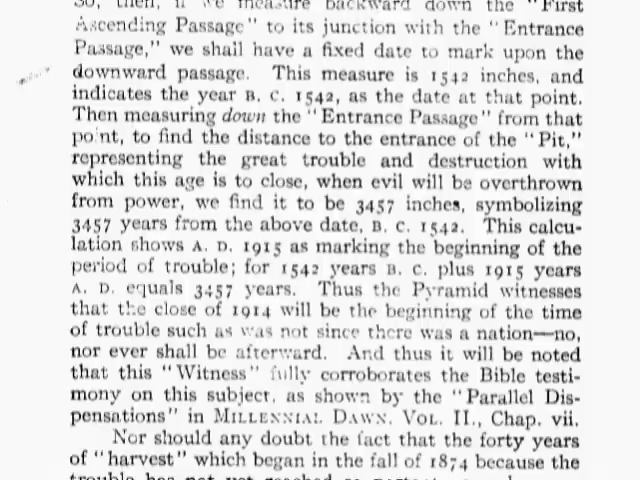 So, then, if we measure backward down the "First
Ascending Passage" to its junction with the "Entrance
Passage," we shall have a fixed date to mark upon the
downward passage. This measure is 1542 inches, and
indicates the year B. C. 1542, as the date at that point.
Then measuring down the "Entrance Passage" from that
point, to find the distance to the entrance of the "Pit,"
representing the great trouble and destruction with
which this age is to close, when evil will be overthrown
from power, we find it to be 3457 inches, symbolizing
3457 years from the above date, B. C. 1542. This calcu-
lation shows A. D. 1915 as marking the beginning of the
period of trouble; for 1542 years B. C. plus 1915 years
A. D. equals 3457 years. Thus the Pyramid witnesses
that the close of 1914 will be the beginning of the time
of trouble such as was not since there was a nation—no,
nor ever shall be afterward. And thus it will be noted
that this "Witness" fully corroborates the Bible testi-
mony on this subject, as shown by the "Parallel Dis-
pensations" in MILLENNIAL DAWN, VOL. II., Chap. vii.
Nor should any doubt the fact that the forty years
of "harvest" which began in the fall of 1874 because the
trouble has not yet reached so